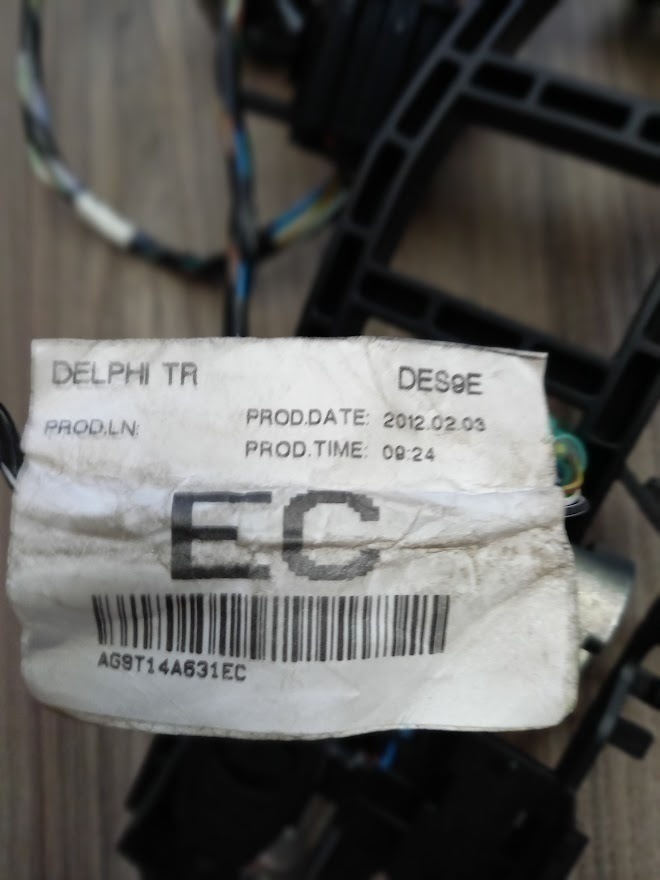 DELPHI TR DES9E
PROD.LN: PROD.DATE: 2012.02.03
PROD.TIME: 09:24
EC
AG9T14A631EC